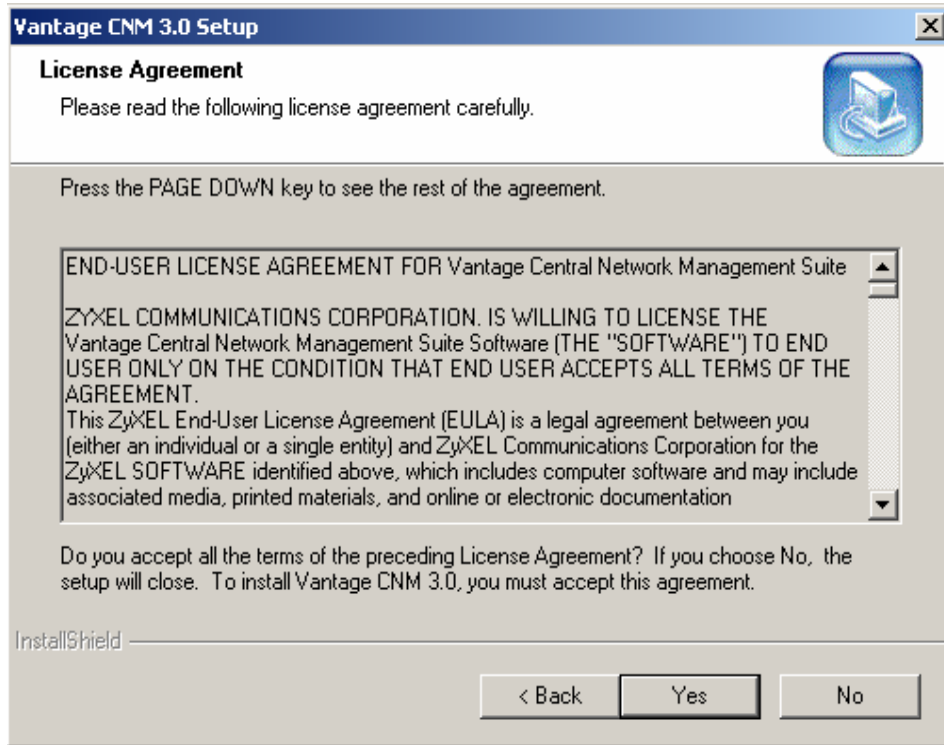 Vantage CNM 3.0 Setup
License Agreement
Please read the following license agreement carefully.
Press the PAGE DOWN key to see the rest of the agreement.
END-USER LICENSE AGREEMENT FOR Vantage Central Network Management Suite
ZYXEL COMMUNICATIONS CORPORATION. IS WILLING TO LICENSE THE
Vantage Central Network Management Suite Software (THE "SOFTWARE") TO END
USER ONLY ON THE CONDITION THAT END USER ACCEPTS ALL TERMS OF THE
AGREEMENT.
This ZyXEL End-User License Agreement (EULA) is a legal agreement between you
(either an individual or a single entity) and ZyXEL Communications Corporation for the
ZyXEL SOFTWARE identified above, which includes computer software and may include
associated media, printed materials, and online or electronic documentation
Do you accept all the terms of the preceding License Agreement? If you choose No, the
setup will close. To install Vantage CNM 3.0, you must accept this agreement.
InstallShield
< Back Yes No